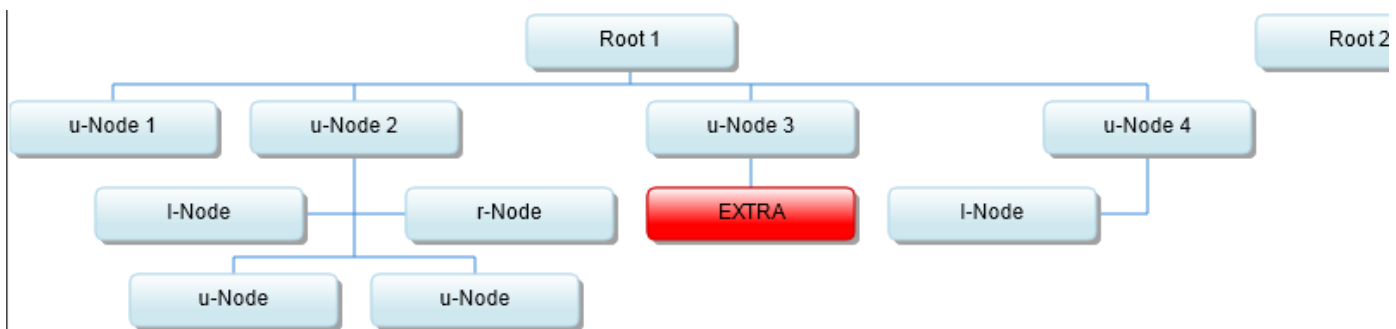 Root 1
Root 2
u-Node 1
u-Node 2
u-Node 3
u-Node 4
l-Node
r-Node
EXTRA
l-Node
u-Node
u-Node